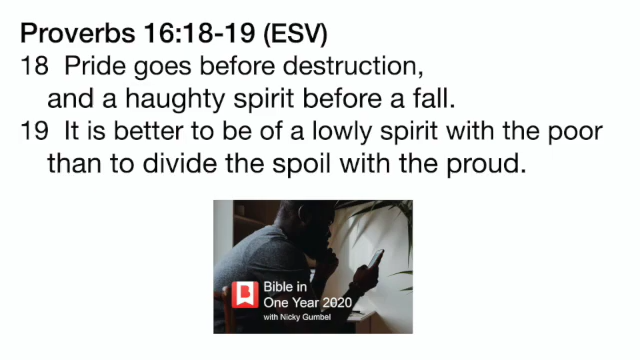 Proverbs 16:18-19 (ESV)
18 Pride goes before destruction,
and a haughty spirit before a fall.
19 It is better to be of a lowly spirit with the poor
than to divide the spoil with the proud.
Bible in
One Year 2020
with Nicky Gumbel